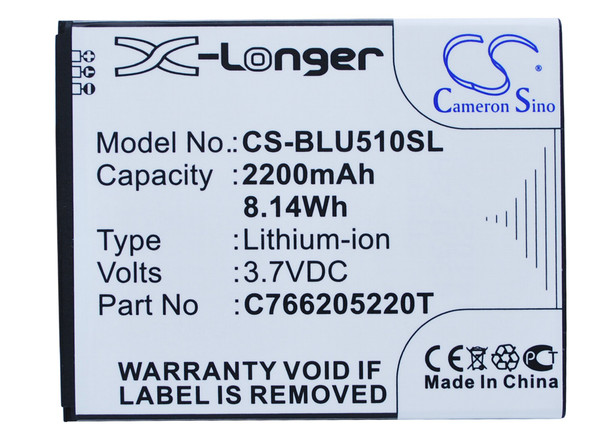 X-Longer
CS
Cameron Sino
Model No.: CS-BLU510SL
Capacity :2200mAh
8.14Wh
Type :Lithium-ion
Volts :3.7VDC
Part No :C766205220T
WARRANTY VOID IF
LABEL IS REMOVED!
CE PCT
Made In China